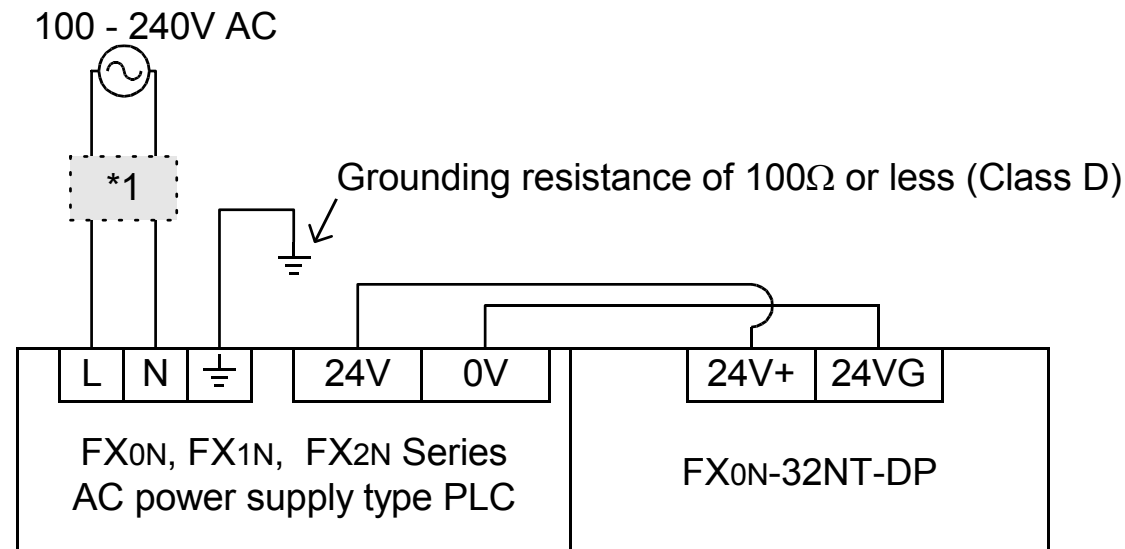 100 - 240V AC
*1
Grounding resistance of 100Ω or less (Class D)
L N 24V 0V 24V+ 24VG
FX0N, FX1N, FX2N Series
AC power supply type PLC
FX0N-32NT-DP